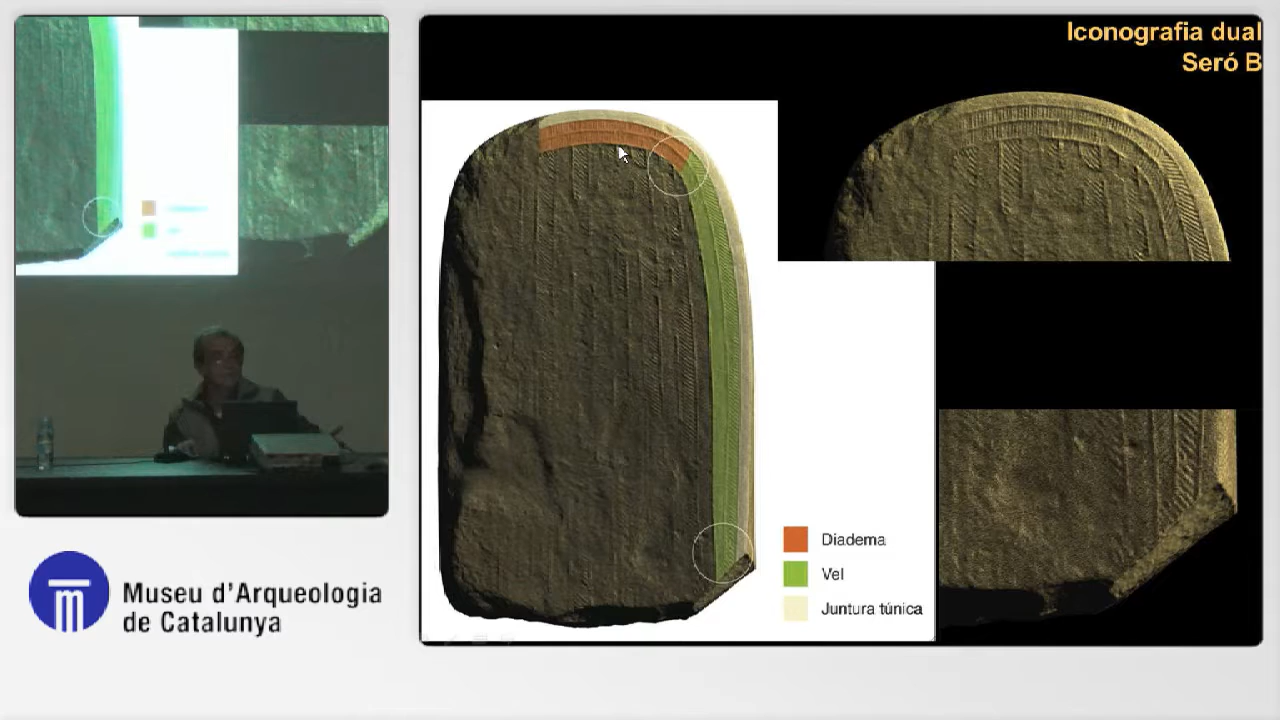 Iconografia dual
Seró B
Diadema
Vel
Juntura túnica
Museu d'Arqueologia
de Catalunya